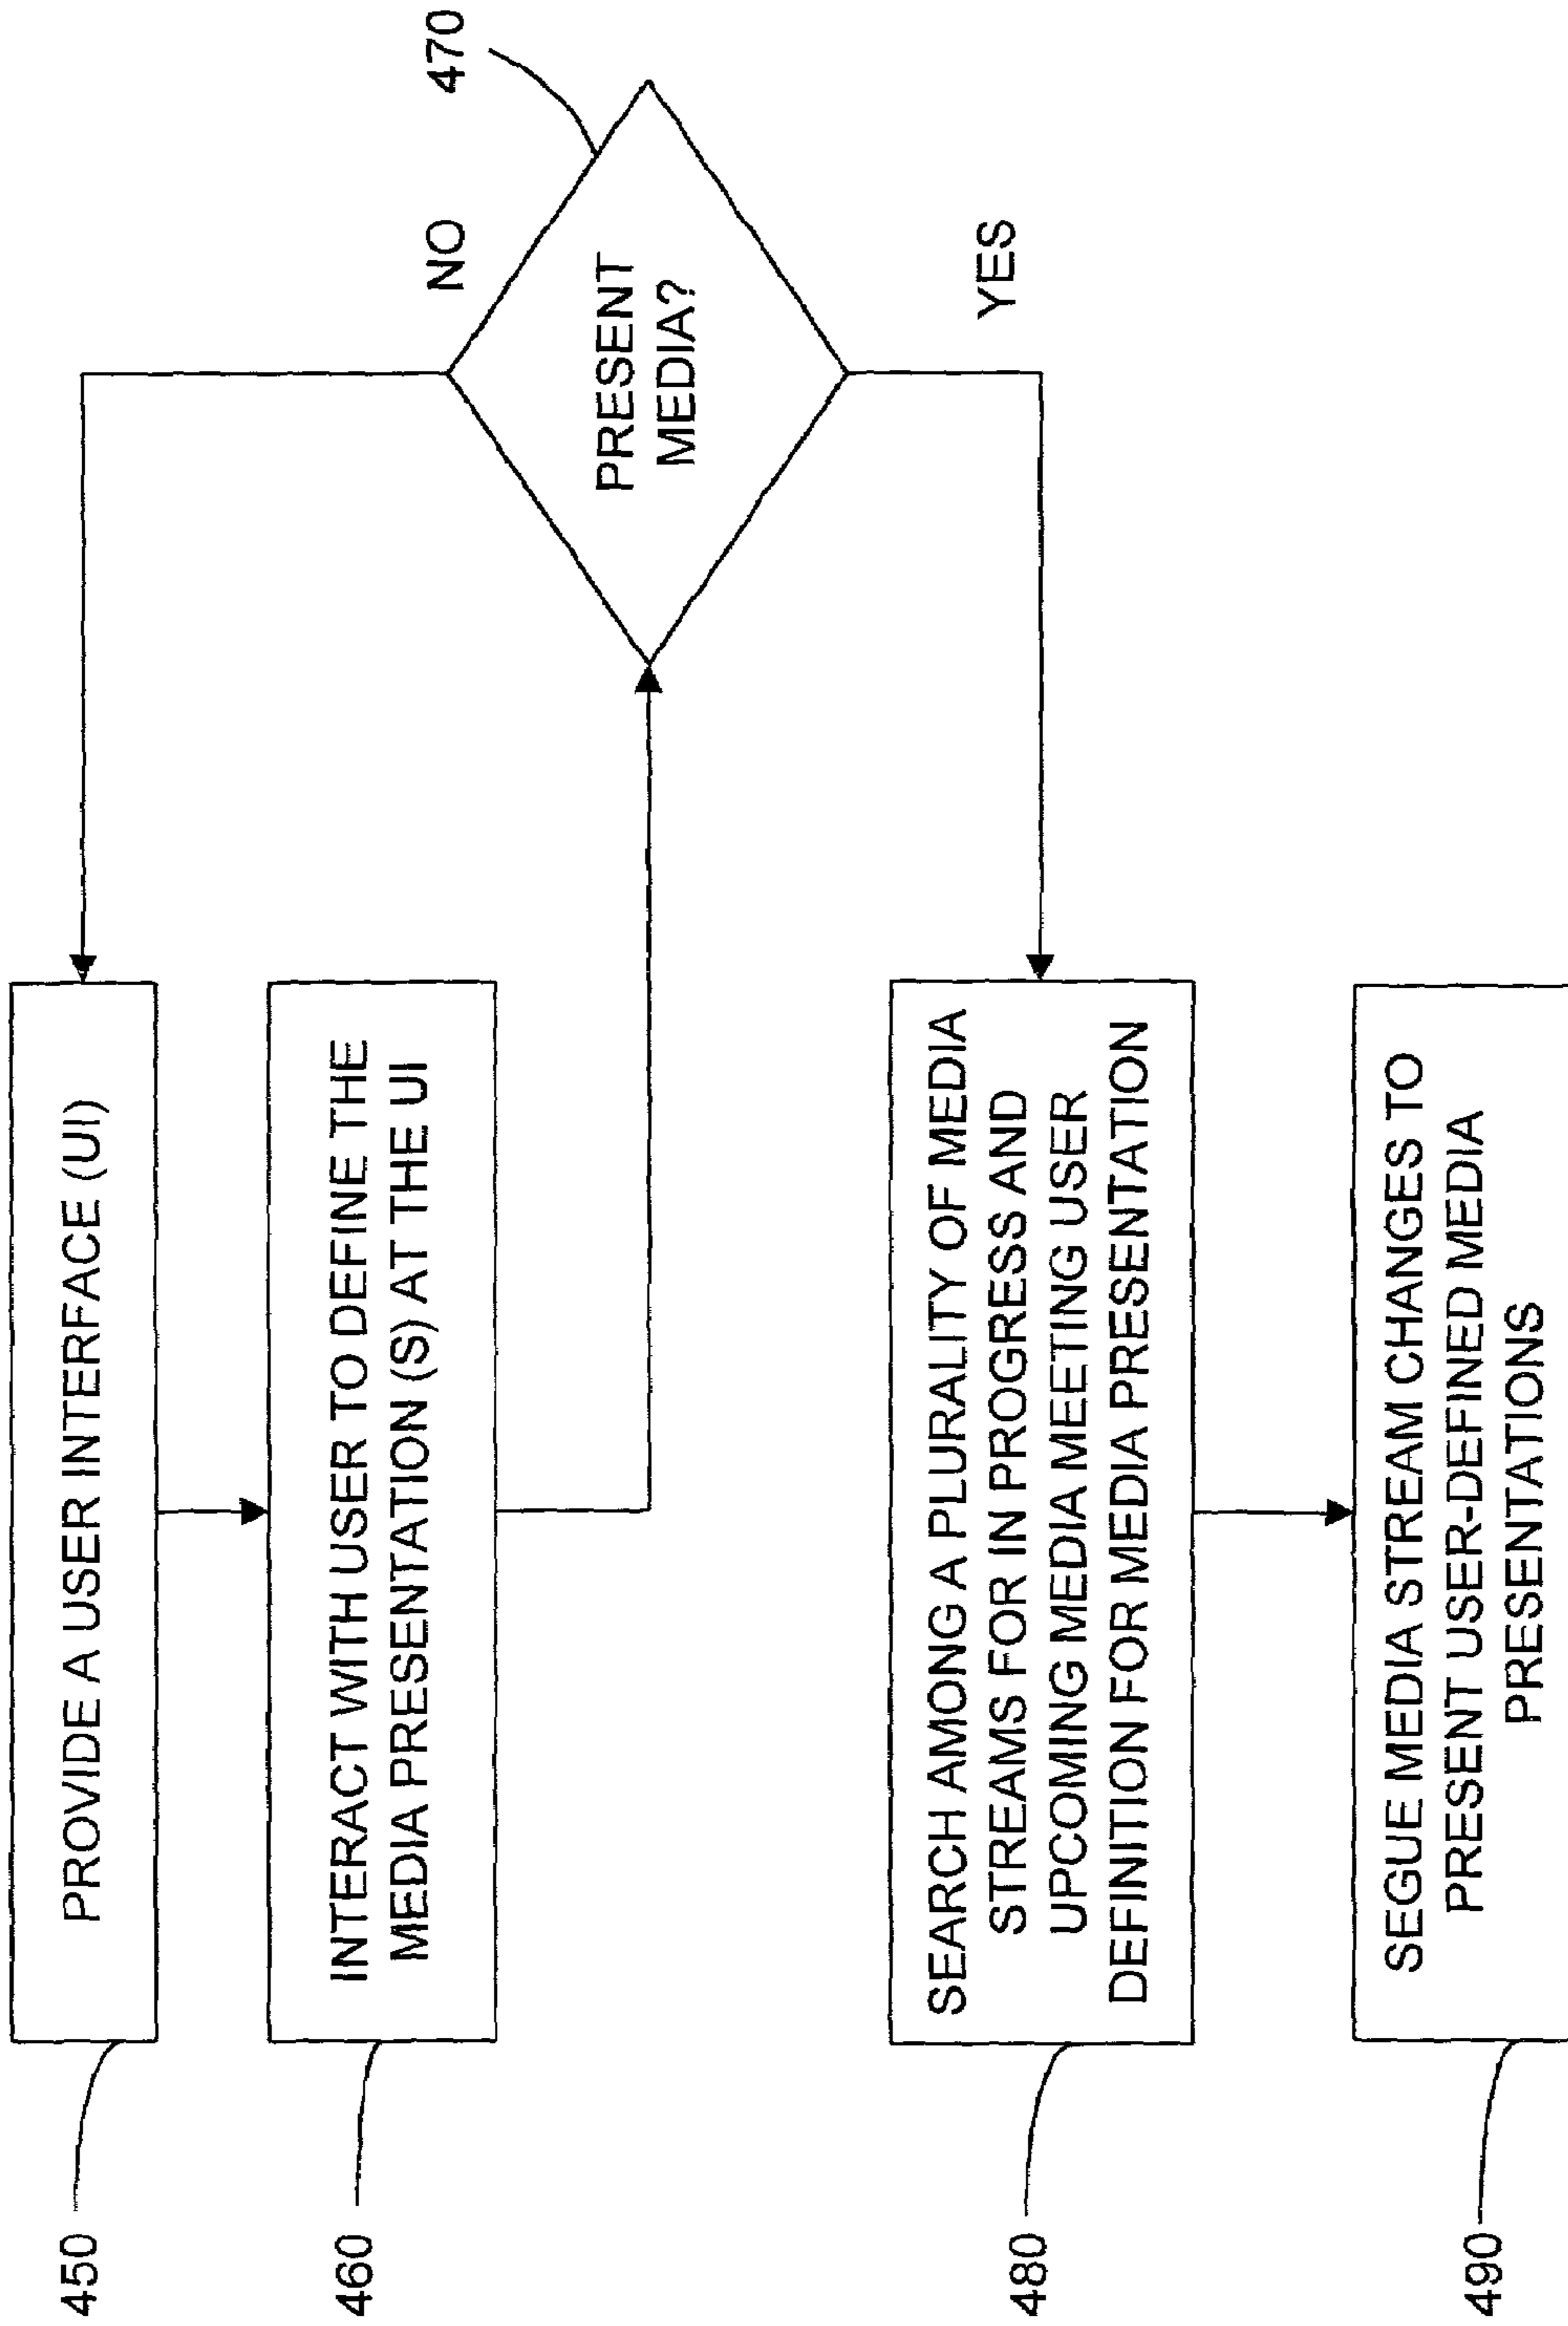 450
PROVIDE A USER INTERFACE (UI)
460
INTERACT WITH USER TO DEFINE THE
MEDIA PRESENTATION (S) AT THE UI
NO
470
PRESENT
MEDIA?
YES
480
SEARCH AMONG A PLURALITY OF MEDIA
STREAMS FOR IN PROGRESS AND
UPCOMING MEDIA MEETING USER
DEFINITION FOR MEDIA PRESENTATION
490
SEGUE MEDIA STREAM CHANGES TO
PRESENT USER-DEFINED MEDIA
PRESENTATIONS